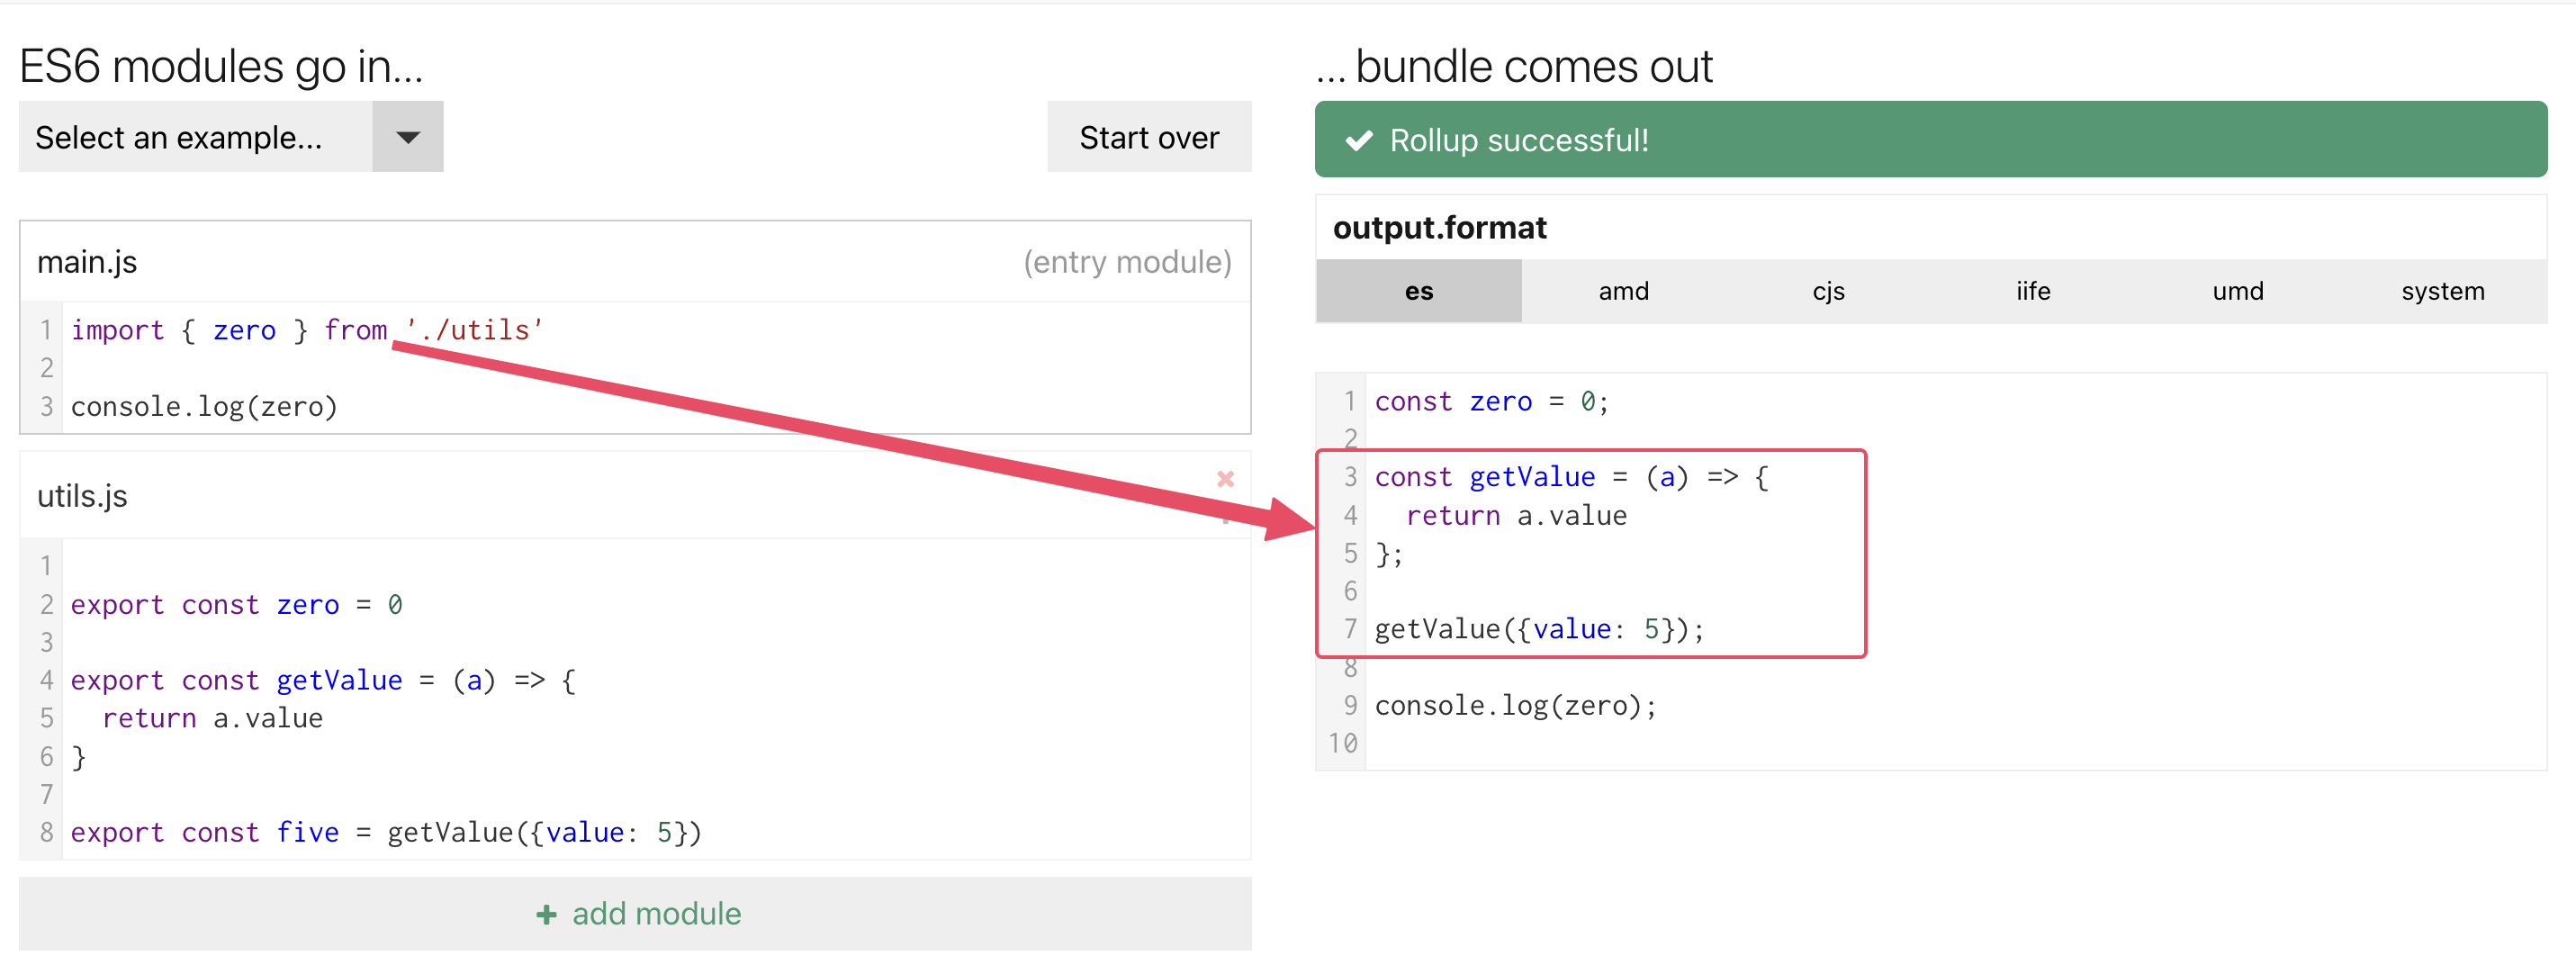 ES6 modules go in...
Select an example...
Start over
main.js
(entry module)
1 import { zero } from './utils'
2
3 console.log(zero)
utils.js
1
2 export const zero = 0
3
4 export const getValue = (a) => {
5   return a.value
6 }
7
8 export const five = getValue({value: 5})
add module
... bundle comes out
Rollup successful!
output.format
es amd cjs iife umd system
1 const zero = 0;
2
3 const getValue = (a) => {
4   return a.value
5 };
6
7 getValue({value: 5});
8
9 console.log(zero);
10